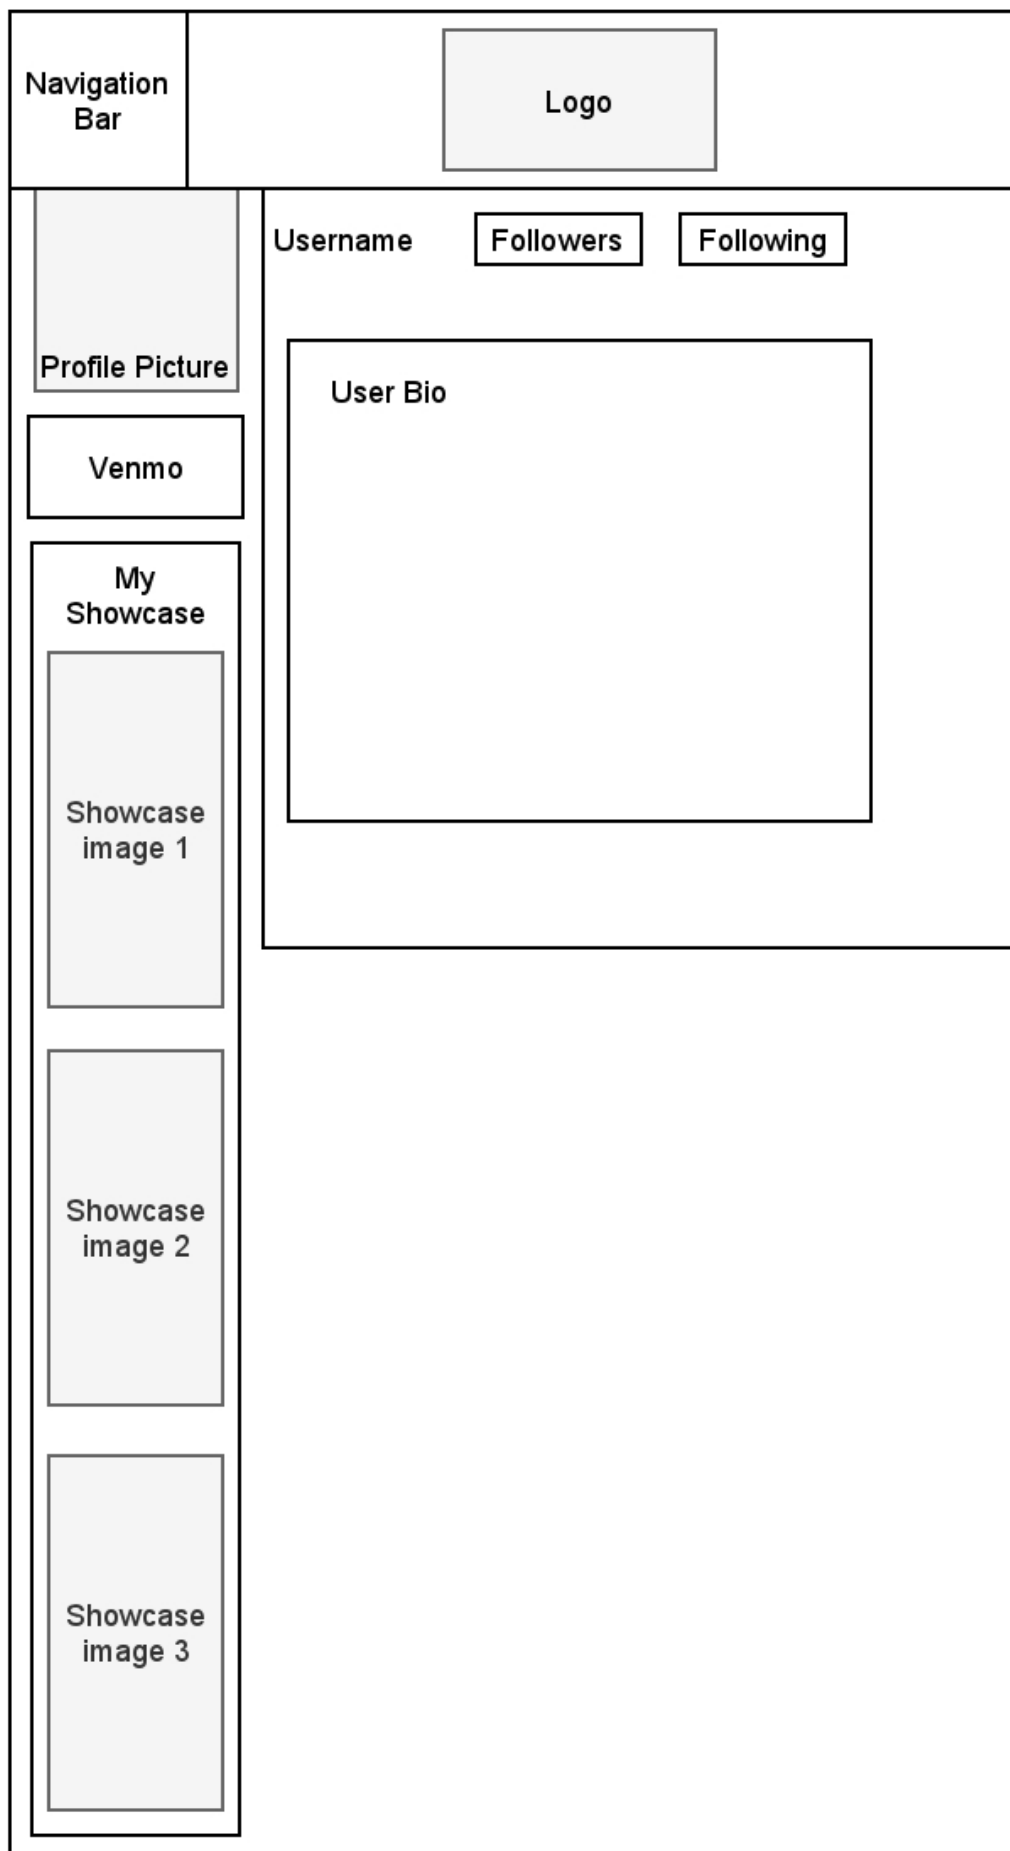 Navigation
Bar
Logo
Username
Followers
Following
Profile Picture
User Bio
Venmo
My
Showcase
Showcase
image 1
Showcase
image 2
Showcase
image 3